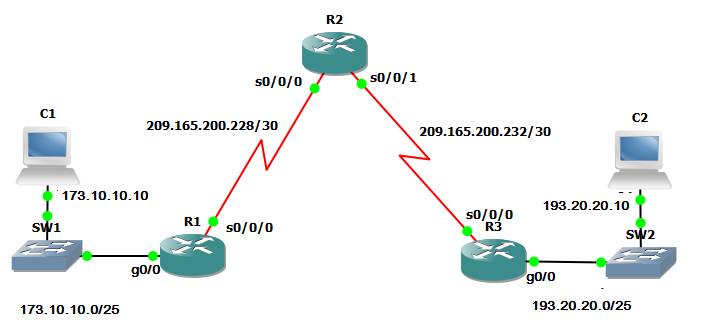 R2
s0/0/0
s0/0/1
C1
C2
209.165.200.228/30
209.165.200.232/30
173.10.10.10
193.20.20.10
SW1
R1
s0/0/0
s0/0/0
R3
SW2
g0/0
g0/0
173.10.10.0/25
193.20.20.0/25